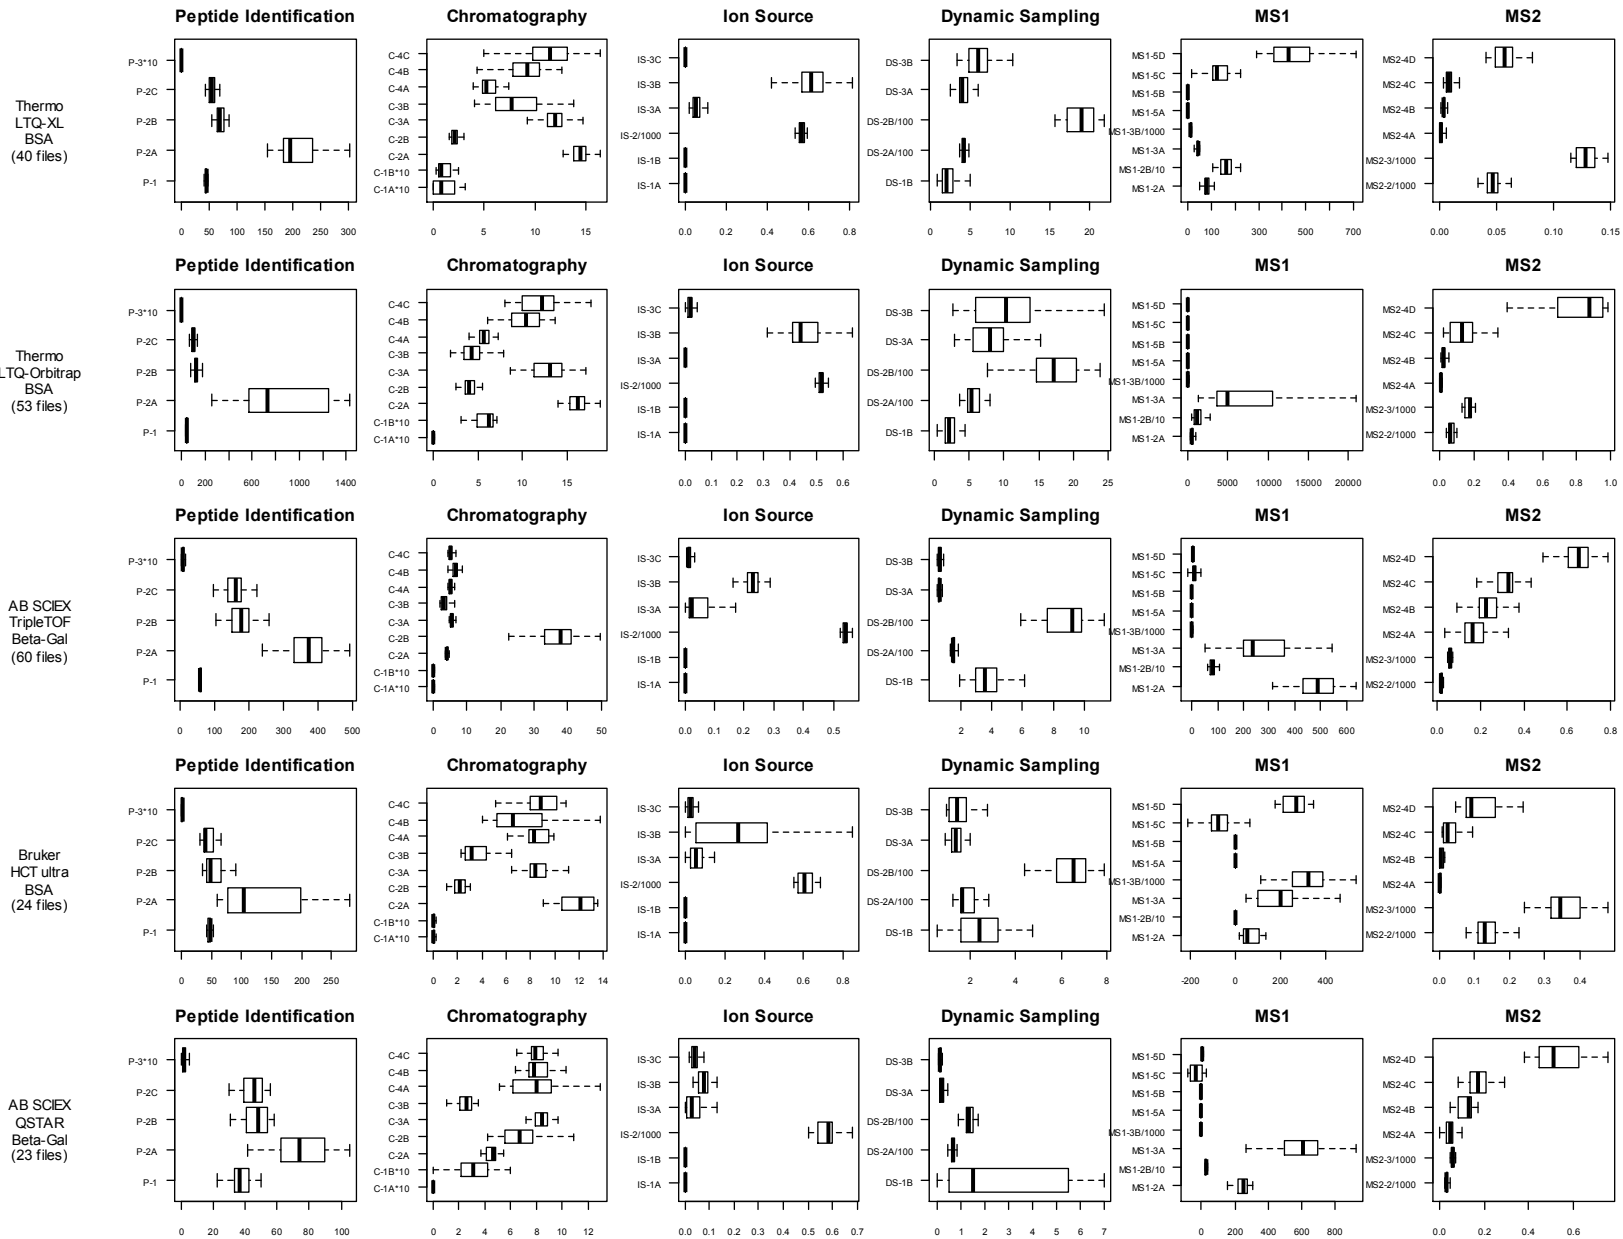 Peptide Identification
Chromatography
Ion Source
Dynamic Sampling
MS1
MS2
Thermo
LTQ-XL
BSA
(40 files)
P-3*10
P-2C
P-2B
P-2A
P-1
0 50 100 150 200 250 300
C-4C
C-4B
C-4A
C-3B
C-3A
C-2B
C-2A
C-1B*10
C-1A*10
0 5 10 15
IS-3C
IS-3B
IS-3A
IS-2/1000
IS-1B
IS-1A
0.0 0.2 0.4 0.6 0.8
DS-3B
DS-3A
DS-2B/100
DS-2A/100
DS-1B
0 5 10 15 20
MS1-5D
MS1-5C
MS1-5B
MS1-5A
MS1-3B/1000
MS1-3A
MS1-2B/10
MS1-2A
0 100 300 500 700
MS2-4D
MS2-4C
MS2-4B
MS2-4A
MS2-3/1000
MS2-2/1000
0.00 0.05 0.10 0.15
Peptide Identification
Chromatography
Ion Source
Dynamic Sampling
MS1
MS2
Thermo
LTQ-Orbitrap
BSA
(53 files)
P-3*10
P-2C
P-2B
P-2A
P-1
0 200 600 1000 1400
C-4C
C-4B
C-4A
C-3B
C-3A
C-2B
C-2A
C-1B*10
C-1A*10
0 5 10 15
IS-3C
IS-3B
IS-3A
IS-2/1000
IS-1B
IS-1A
0.0 0.1 0.2 0.3 0.4 0.5 0.6
DS-3B
DS-3A
DS-2B/100
DS-2A/100
DS-1B
0 5 10 15 20 25
MS1-5D
MS1-5C
MS1-5B
MS1-5A
MS1-3B/1000
MS1-3A
MS1-2B/10
MS1-2A
0 5000 10000 15000 20000
MS2-4D
MS2-4C
MS2-4B
MS2-4A
MS2-3/1000
MS2-2/1000
0.0 0.2 0.4 0.6 0.8 1.0
Peptide Identification
Chromatography
Ion Source
Dynamic Sampling
MS1
MS2
AB SCIEX
TripleTOF
Beta-Gal
(60 files)
P-3*10
P-2C
P-2B
P-2A
P-1
0 100 200 300 400 500
C-4C
C-4B
C-4A
C-3B
C-3A
C-2B
C-2A
C-1B*10
C-1A*10
0 10 20 30 40 50
IS-3C
IS-3B
IS-3A
IS-2/1000
IS-1B
IS-1A
0.0 0.1 0.2 0.3 0.4 0.5
DS-3B
DS-3A
DS-2B/100
DS-2A/100
DS-1B
2 4 6 8 10
MS1-5D
MS1-5C
MS1-5B
MS1-5A
MS1-3B/1000
MS1-3A
MS1-2B/10
MS1-2A
0 100 200 300 400 500 600
MS2-4D
MS2-4C
MS2-4B
MS2-4A
MS2-3/1000
MS2-2/1000
0.0 0.2 0.4 0.6 0.8
Peptide Identification
Chromatography
Ion Source
Dynamic Sampling
MS1
MS2
Bruker
HCT ultra
BSA
(24 files)
P-3*10
P-2C
P-2B
P-2A
P-1
0 50 100 150 200 250
C-4C
C-4B
C-4A
C-3B
C-3A
C-2B
C-2A
C-1B*10
C-1A*10
0 2 4 6 8 10 12 14
IS-3C
IS-3B
IS-3A
IS-2/1000
IS-1B
IS-1A
0.0 0.2 0.4 0.6 0.8
DS-3B
DS-3A
DS-2B/100
DS-2A/100
DS-1B
2 4 6 8
MS1-5D
MS1-5C
MS1-5B
MS1-5A
MS1-3B/1000
MS1-3A
MS1-2B/10
MS1-2A
-200 0 200 400
MS2-4D
MS2-4C
MS2-4B
MS2-4A
MS2-3/1000
MS2-2/1000
0.0 0.1 0.2 0.3 0.4
Peptide Identification
Chromatography
Ion Source
Dynamic Sampling
MS1
MS2
AB SCIEX
QSTAR
Beta-Gal
(23 files)
P-3*10
P-2C
P-2B
P-2A
P-1
0 20 40 60 80 100
C-4C
C-4B
C-4A
C-3B
C-3A
C-2B
C-2A
C-1B*10
C-1A*10
0 2 4 6 8 10 12
IS-3C
IS-3B
IS-3A
IS-2/1000
IS-1B
IS-1A
0.0 0.1 0.2 0.3 0.4 0.5 0.6 0.7
DS-3B
DS-3A
DS-2B/100
DS-2A/100
DS-1B
0 1 2 3 4 5 6 7
MS1-5D
MS1-5C
MS1-5B
MS1-5A
MS1-3B/1000
MS1-3A
MS1-2B/10
MS1-2A
0 200 400 600 800
MS2-4D
MS2-4C
MS2-4B
MS2-4A
MS2-3/1000
MS2-2/1000
0.0 0.2 0.4 0.6